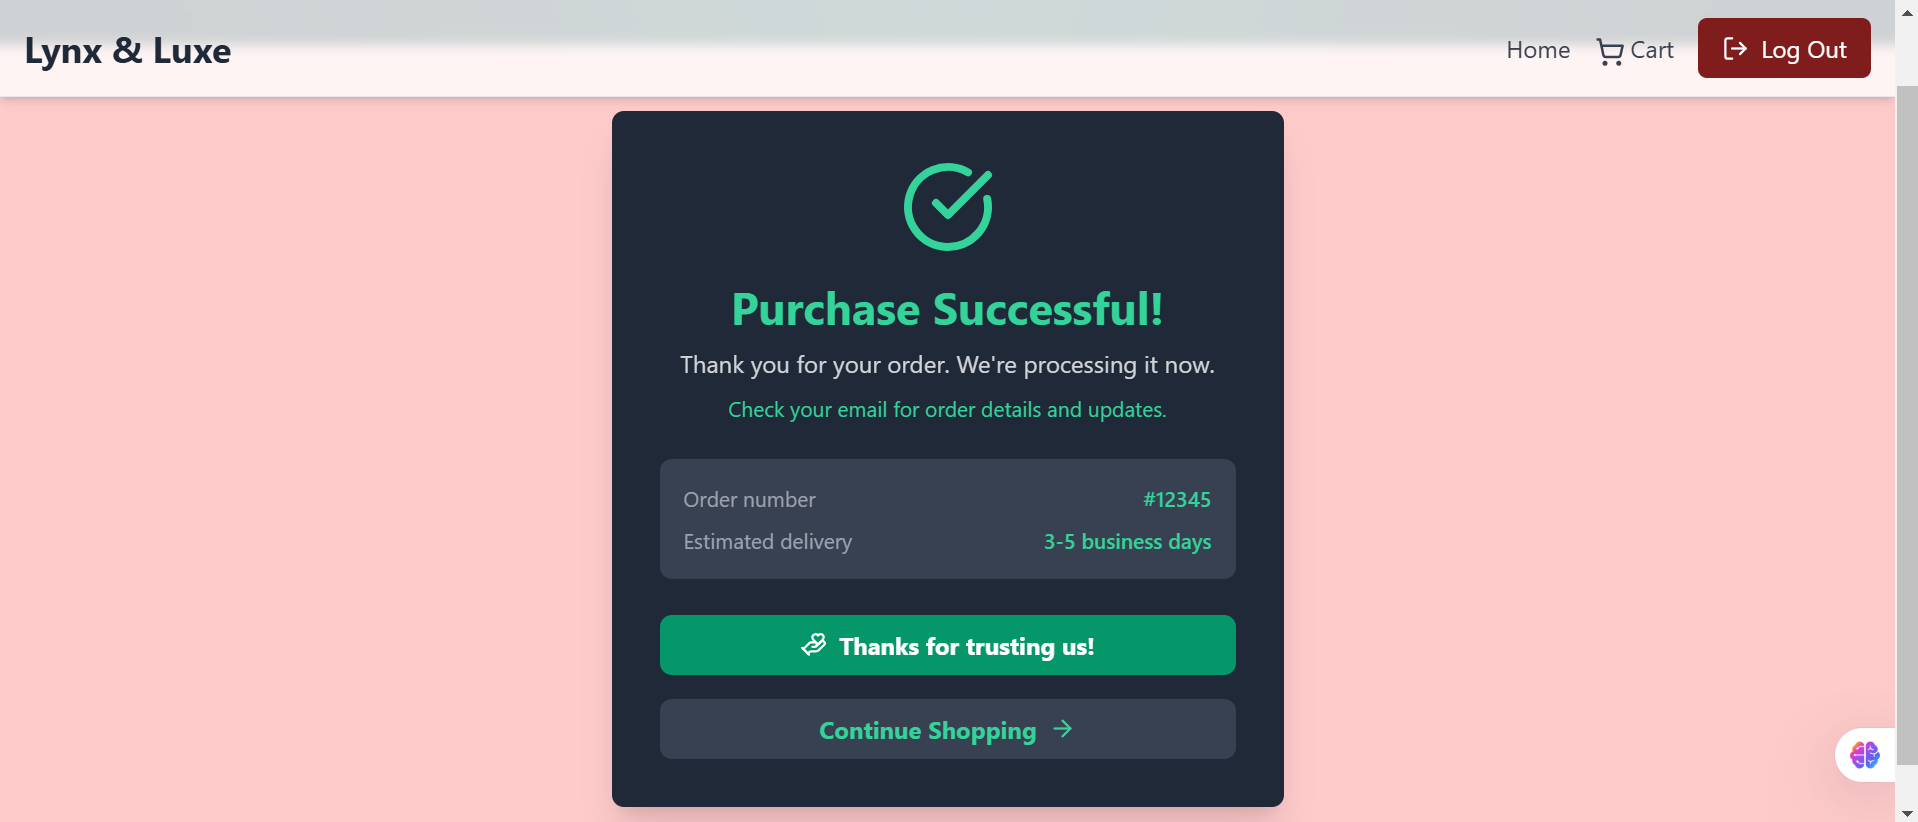 Lynx & Luxe
Home
Cart
Log Out
Purchase Successful!
Thank you for your order. We're processing it now.
Check your email for order details and updates.
Order number #12345
Estimated delivery 3-5 business days
Thanks for trusting us!
Continue Shopping